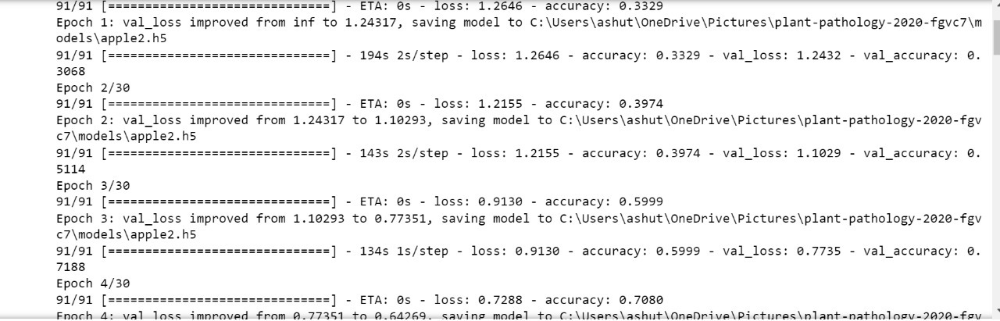 91/91 [==============================] - ETA: 0s - loss: 1.2646 - accuracy: 0.3329
Epoch 1: val_loss improved from inf to 1.24317, saving model to C:\Users\ashut\OneDrive\Pictures\plant-pathology-2020-fgvc7\m
odels\apple2.h5
91/91 [==============================] - 194s 2s/step - loss: 1.2646 - accuracy: 0.3329 - val_loss: 1.2432 - val_accuracy: 0.
3068
Epoch 2/30
91/91 [==============================] - ETA: 0s - loss: 1.2155 - accuracy: 0.3974
Epoch 2: val_loss improved from 1.24317 to 1.10293, saving model to C:\Users\ashut\OneDrive\Pictures\plant-pathology-2020-fgv
c7\models\apple2.h5
91/91 [==============================] - 143s 2s/step - loss: 1.2155 - accuracy: 0.3974 - val_loss: 1.1029 - val_accuracy: 0.
5114
Epoch 3/30
91/91 [==============================] - ETA: 0s - loss: 0.9130 - accuracy: 0.5999
Epoch 3: val_loss improved from 1.10293 to 0.77351, saving model to C:\Users\ashut\OneDrive\Pictures\plant-pathology-2020-fgv
c7\models\apple2.h5
91/91 [==============================] - 134s 1s/step - loss: 0.9130 - accuracy: 0.5999 - val_loss: 0.7735 - val_accuracy: 0.
7188
Epoch 4/30
91/91 [==============================] - ETA: 0s - loss: 0.7288 - accuracy: 0.7080
Epoch 4: val_loss improved from 0.77351 to 0.64269, saving model to C:\Users\ashut\OneDrive\Pictures\plant-pathology-2020-fgv